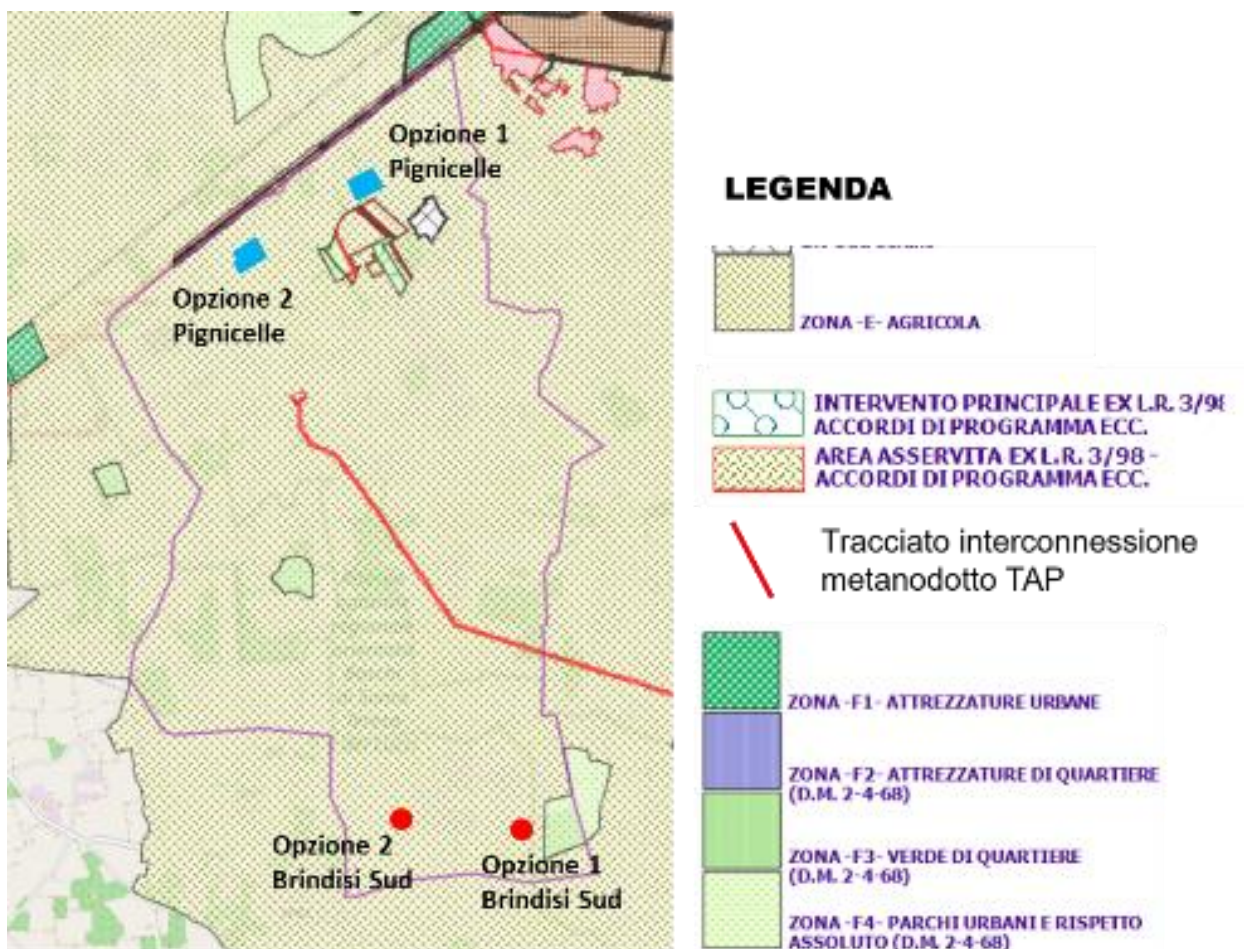 Opzione 1
Pignicelle
Opzione 2
Pignicelle
Opzione 2
Brindisi Sud
Opzione 1
Brindisi Sud
LEGENDA
ZONA -E- AGRICOLA
INTERVENTO PRINCIPALE EX L.R. 3/98
ACCORDI DI PROGRAMMA ECC.
AREA ASSERVITA EX L.R. 3/98 -
ACCORDI DI PROGRAMMA ECC.
Tracciato interconnessione
metanodotto TAP
ZONA -F1- ATTREZZATURE URBANE
ZONA -F2- ATTREZZATURE DI QUARTIERE
(D.M. 2-4-68)
ZONA -F3- VERDE DI QUARTIERE
(D.M. 2-4-68)
ZONA -F4- PARCHI URBANI E RISPETTO
ASSOLUTO (D.M. 2-4-68)